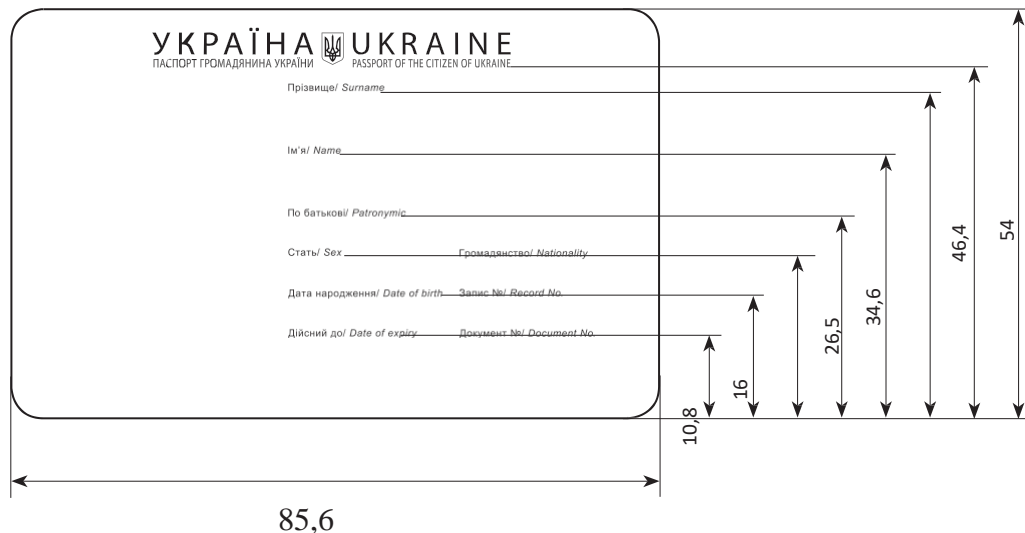 УКРАЇНА UKRAINE
ПАСПОРТ ГРОМАДЯНИНА УКРАЇНИ PASSPORT OF THE CITIZEN OF UKRAINE
Прізвище/ Surname
Ім'я/ Name
По батькові/ Patronymic
Стать/ Sex Громадянство/ Nationality
Дата народження/ Date of birth Запис №/ Record No.
Дійсний до/ Date of expiry Документ №/ Document No.
10,8
16
26,5
34,6
46,4
54
85,6